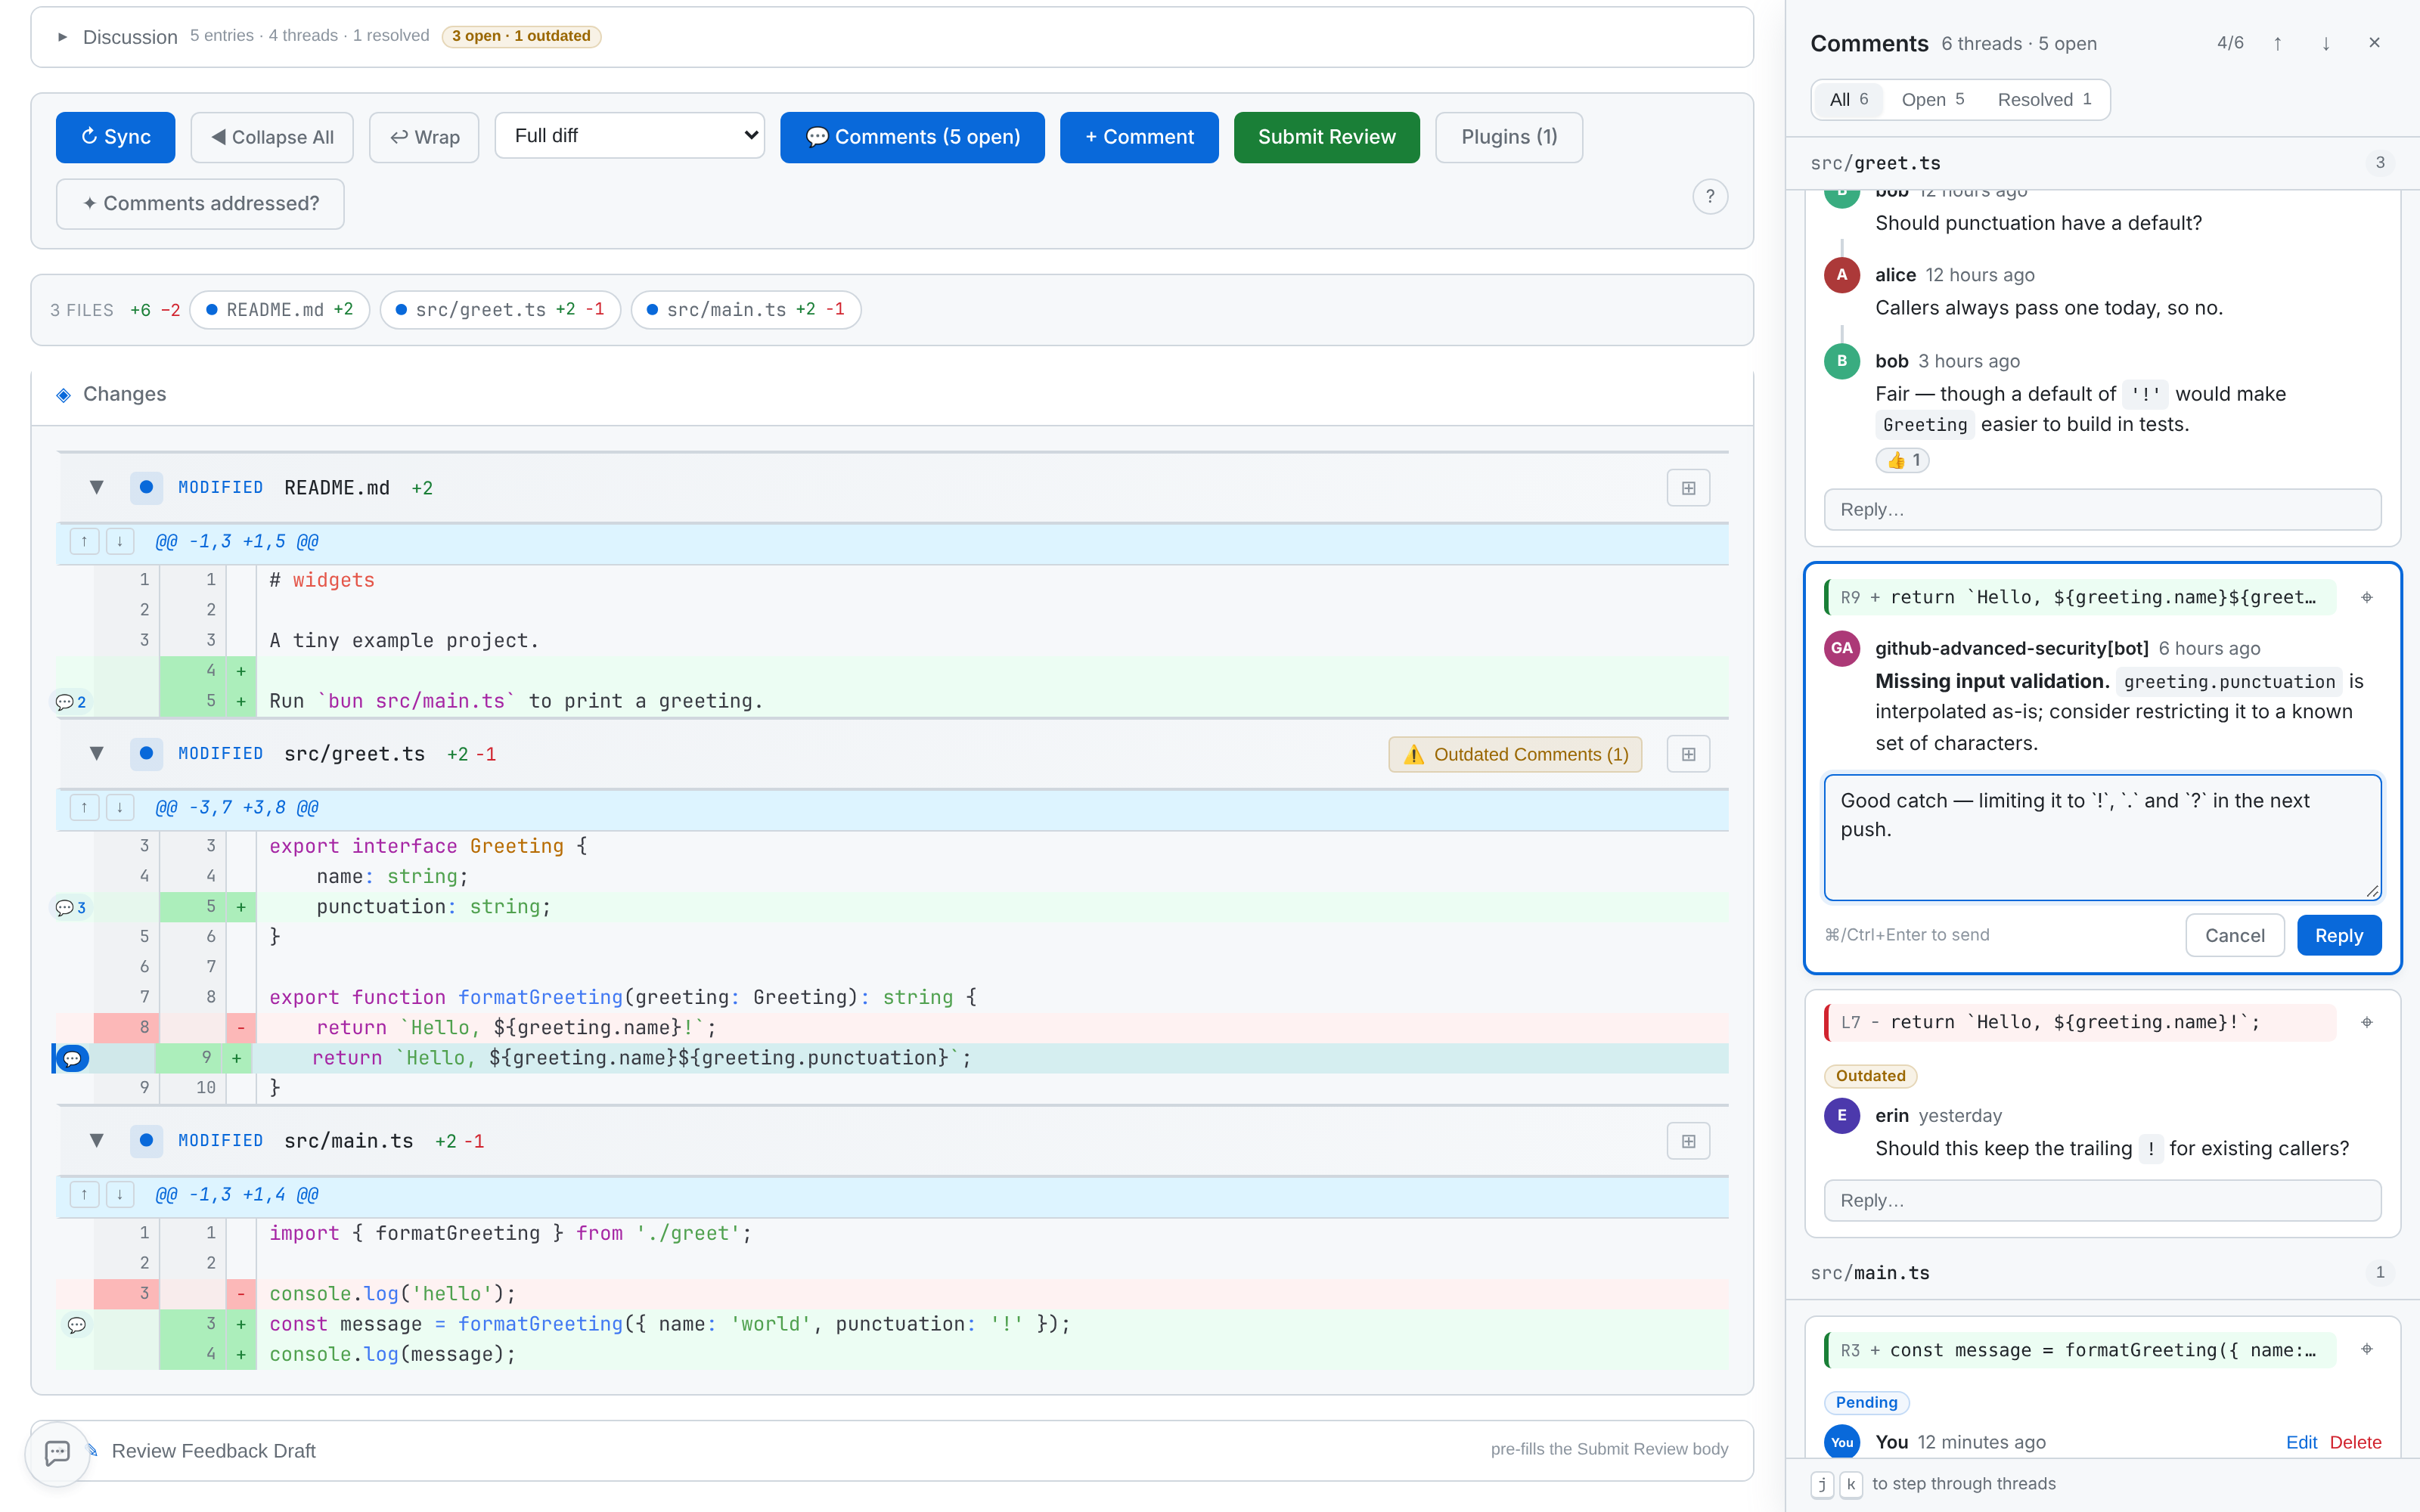 ▸ Discussion 5 entries · 4 threads · 1 resolved 3 open · 1 outdated
↻ Sync ◀ Collapse All ↩ Wrap Full diff 💬 Comments (5 open) + Comment Submit Review Plugins (1)
✦ Comments addressed? ?
3 FILES +6 −2 README.md +2 src/greet.ts +2 -1 src/main.ts +2 -1
◈ Changes
▼ MODIFIED README.md +2
↑ ↓ @@ -1,3 +1,5 @@
1 1 # widgets
2 2
3 3 A tiny example project.
4 +
💬 2 5 + Run `bun src/main.ts` to print a greeting.
▼ MODIFIED src/greet.ts +2 -1 ⚠️ Outdated Comments (1)
↑ ↓ @@ -3,7 +3,8 @@
3 3 export interface Greeting {
4 4 name: string;
💬 3 5 + punctuation: string;
5 6 }
6 7
7 8 export function formatGreeting(greeting: Greeting): string {
8 - return `Hello, ${greeting.name}!`;
💬 9 + return `Hello, ${greeting.name}${greeting.punctuation}`;
9 10 }
▼ MODIFIED src/main.ts +2 -1
↑ ↓ @@ -1,3 +1,4 @@
1 1 import { formatGreeting } from './greet';
2 2
3 - console.log('hello');
💬 3 + const message = formatGreeting({ name: 'world', punctuation: '!' });
4 + console.log(message);
Review Feedback Draft pre-fills the Submit Review body
Comments 6 threads · 5 open 4/6 ↑ ↓ ×
All 6 Open 5 Resolved 1
src/greet.ts 3
bob 12 hours ago
Should punctuation have a default?
A alice 12 hours ago
Callers always pass one today, so no.
B bob 3 hours ago
Fair — though a default of '!' would make
Greeting easier to build in tests.
👍 1
Reply…
R9 + return `Hello, ${greeting.name}${greet…
GA github-advanced-security[bot] 6 hours ago
Missing input validation. greeting.punctuation is
interpolated as-is; consider restricting it to a known
set of characters.
Good catch — limiting it to `!`, `.` and `?` in the next
push.
⌘/Ctrl+Enter to send Cancel Reply
L7 - return `Hello, ${greeting.name}!`;
Outdated
E erin yesterday
Should this keep the trailing ! for existing callers?
Reply…
src/main.ts 1
R3 + const message = formatGreeting({ name:…
Pending
You You 12 minutes ago Edit Delete
j k to step through threads